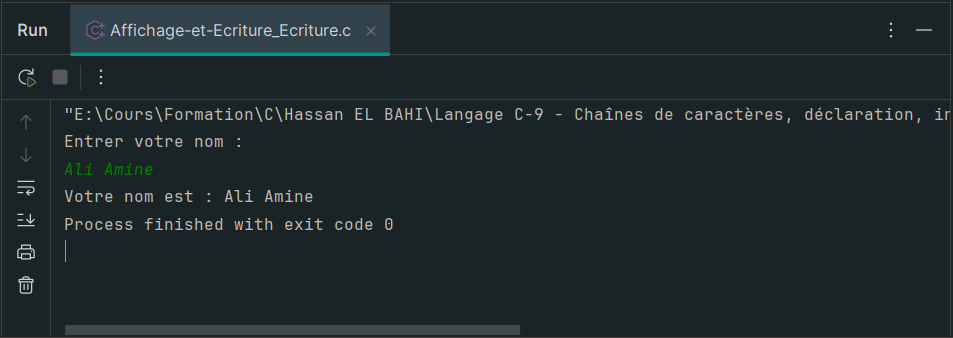 Run
Affichage-et-Ecriture_Ecriture.c
"E:\Cours\Formation\C\Hassan EL BAHI\Langage C-9 - Chaînes de caractères, déclaration, in
Entrer votre nom :
Ali Amine
Votre nom est : Ali Amine
Process finished with exit code 0